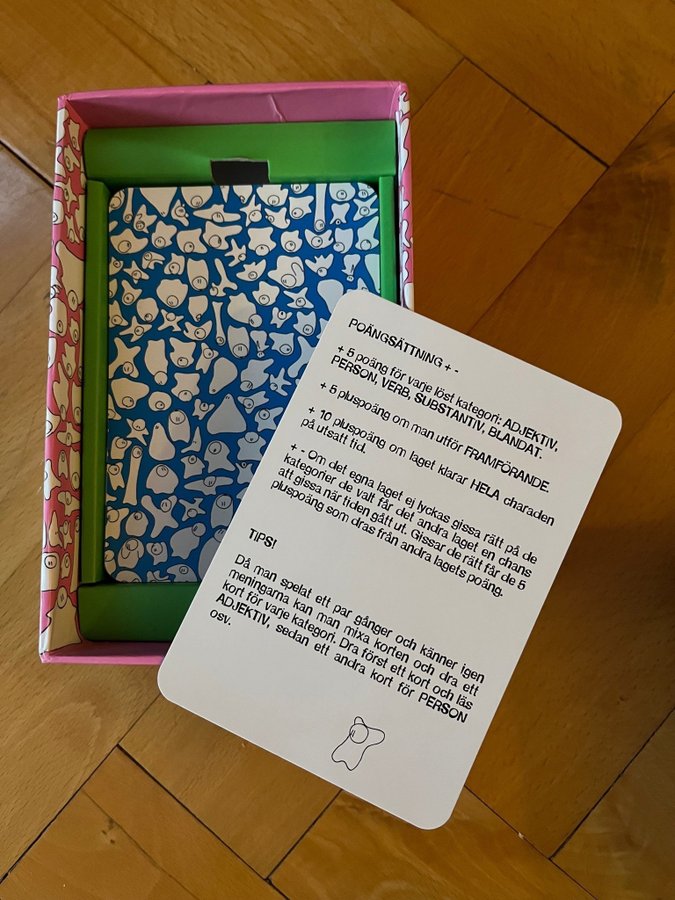 POÄNGSÄTTNING + -
+ 5 poäng för varje löst kategori: ADJEKTIV,
PERSON, VERB, SUBSTANTIV, BLANDAT.
+ 5 pluspoäng om man utför FRAMFÖRANDE.
+ 10 pluspoäng om laget klarar HELA charaden
på utsatt tid.
+ - Om det egna laget ej lyckas gissa rätt på de
kategorier de valt får det andra laget en chans
att gissa när tiden gått ut. Gissar de rätt får de 5
pluspoäng som dras från andra lagets poäng.
TIPS!
Då man spelat ett par gånger och känner igen
meningarna kan man mixa korten och dra ett
kort för varje kategori. Dra först ett kort och läs
ADJEKTIV, sedan ett andra kort för PERSON
osv.